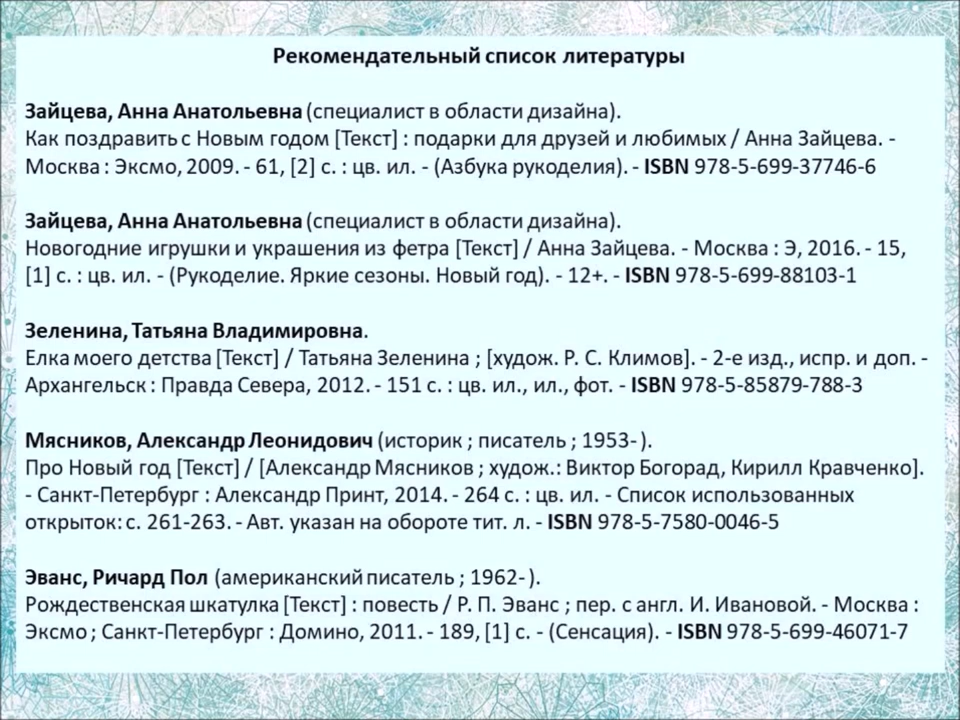 Рекомендательный список литературы
Зайцева, Анна Анатольевна (специалист в области дизайна).
Как поздравить с Новым годом [Текст] : подарки для друзей и любимых / Анна Зайцева. -
Москва : Эксмо, 2009. - 61, [2] с. : цв. ил. - (Азбука рукоделия). - ISBN 978-5-699-37746-6
Зайцева, Анна Анатольевна (специалист в области дизайна).
Новогодние игрушки и украшения из фетра [Текст] / Анна Зайцева. - Москва : Э, 2016. - 15,
[1] с. : цв. ил. - (Рукоделие. Яркие сезоны. Новый год). - 12+. - ISBN 978-5-699-88103-1
Зеленина, Татьяна Владимировна.
Елка моего детства [Текст] / Татьяна Зеленина ; [худож. Р. С. Климов]. - 2-е изд., испр. и доп. -
Архангельск : Правда Севера, 2012. - 151 с. : цв. ил., ил., фот. - ISBN 978-5-85879-788-3
Мясников, Александр Леонидович (историк ; писатель ; 1953- ).
Про Новый год [Текст] / [Александр Мясников ; худож.: Виктор Богорад, Кирилл Кравченко].
- Санкт-Петербург : Александр Принт, 2014. - 264 с. : цв. ил. - Список использованных
открыток: с. 261-263. - Авт. указан на обороте тит. л. - ISBN 978-5-7580-0046-5
Эванс, Ричард Пол (американский писатель ; 1962- ).
Рождественская шкатулка [Текст] : повесть / Р. П. Эванс ; пер. с англ. И. Ивановой. - Москва :
Эксмо ; Санкт-Петербург : Домино, 2011. - 189, [1] с. - (Сенсация). - ISBN 978-5-699-46071-7